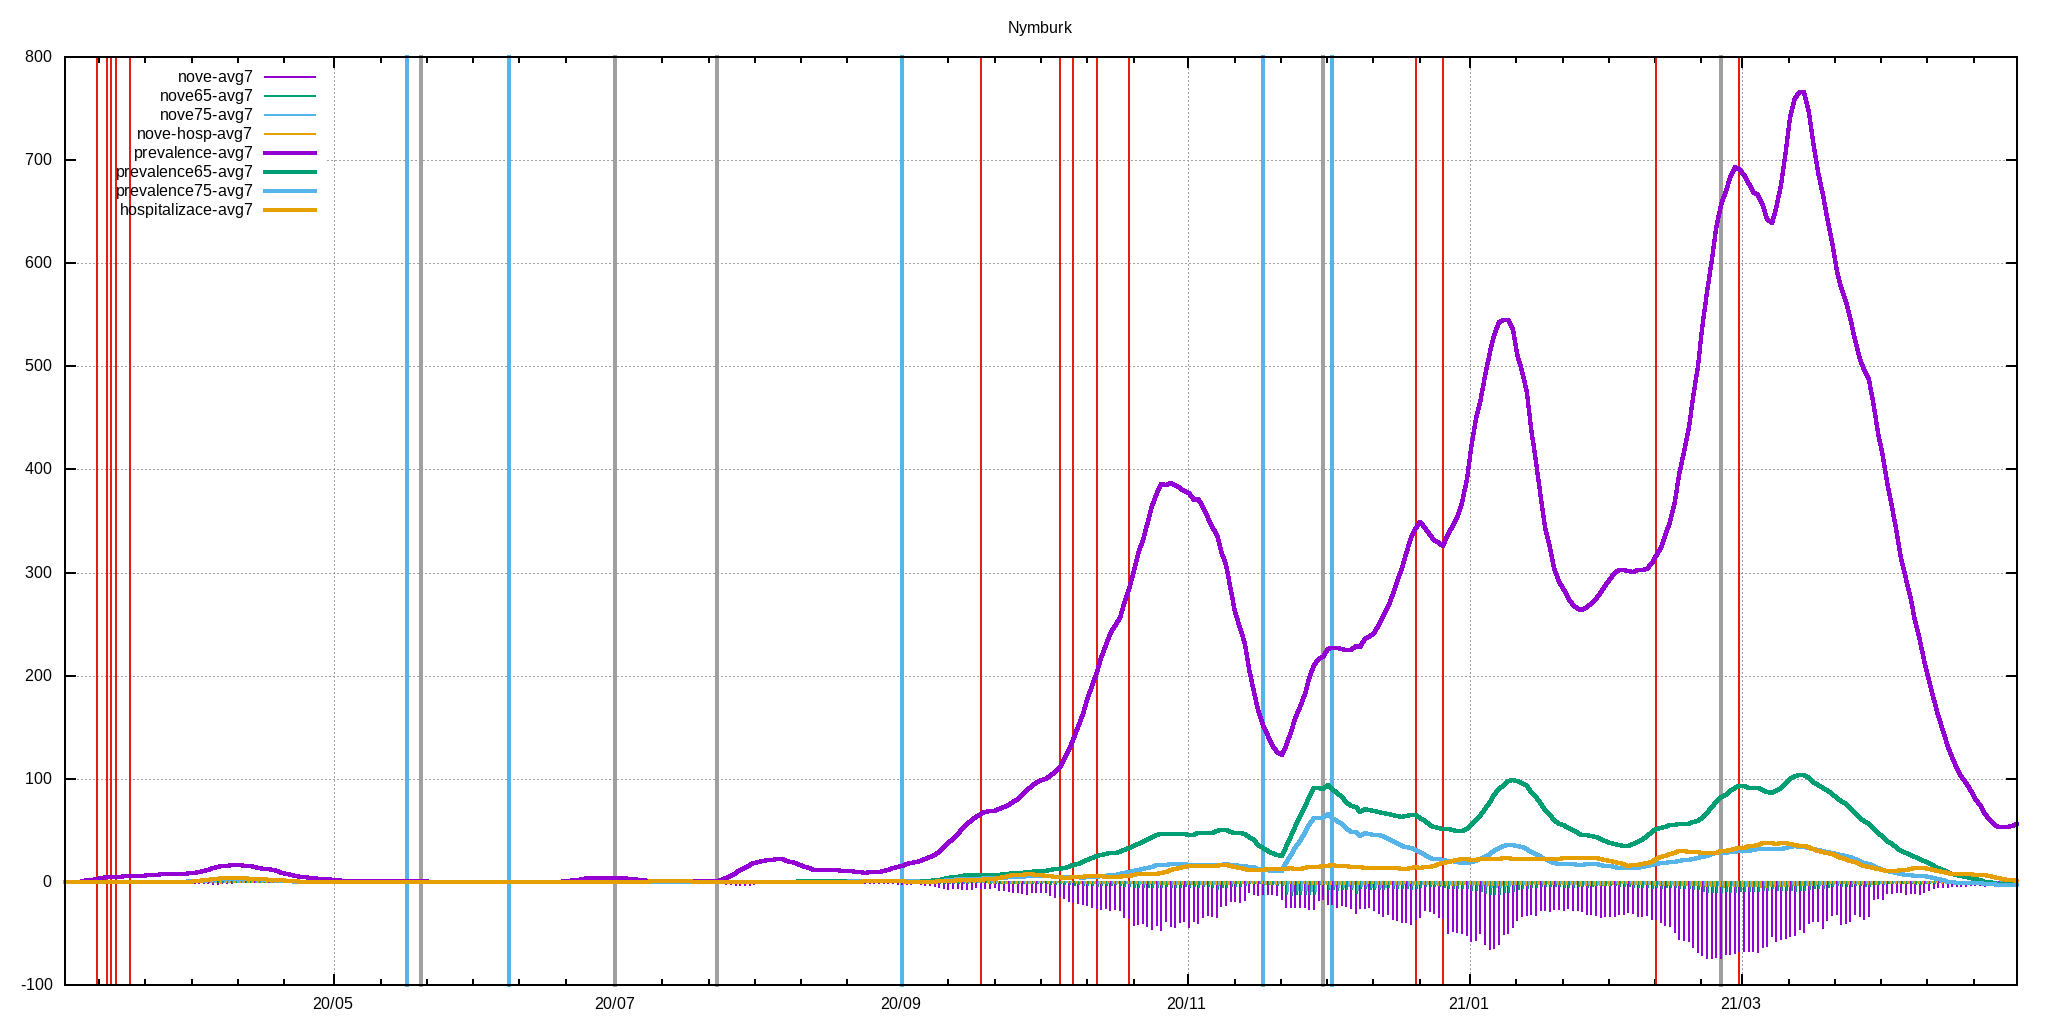 Nymburk
800
700
600
500
400
300
200
100
0
-100
nove-avg7
nove65-avg7
nove75-avg7
nove-hosp-avg7
prevalence-avg7
prevalence65-avg7
prevalence75-avg7
hospitalizace-avg7
20/05
20/07
20/09
20/11
21/01
21/03